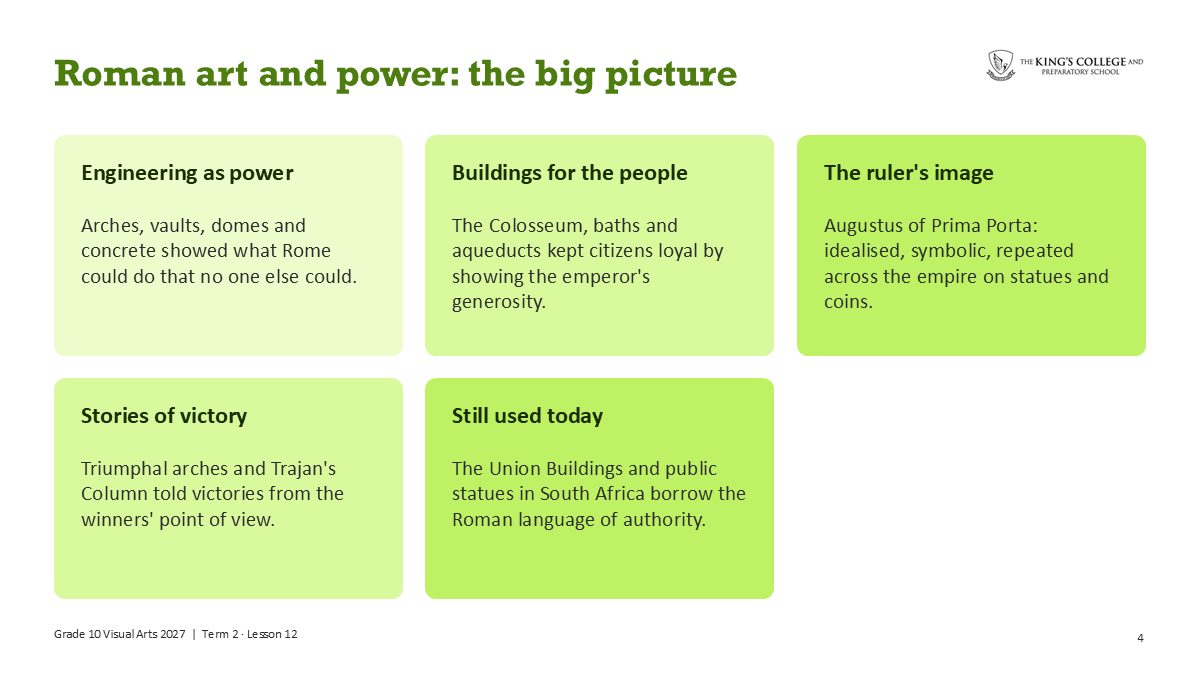 Roman art and power: the big picture
THE KING'S COLLEGE AND
PREPARATORY SCHOOL
Engineering as power
Arches, vaults, domes and
concrete showed what Rome
could do that no one else could.
Buildings for the people
The Colosseum, baths and
aqueducts kept citizens loyal by
showing the emperor's
generosity.
The ruler's image
Augustus of Prima Porta:
idealised, symbolic, repeated
across the empire on statues and
coins.
Stories of victory
Triumphal arches and Trajan's
Column told victories from the
winners' point of view.
Still used today
The Union Buildings and public
statues in South Africa borrow the
Roman language of authority.
Grade 10 Visual Arts 2027 | Term 2 · Lesson 12
4